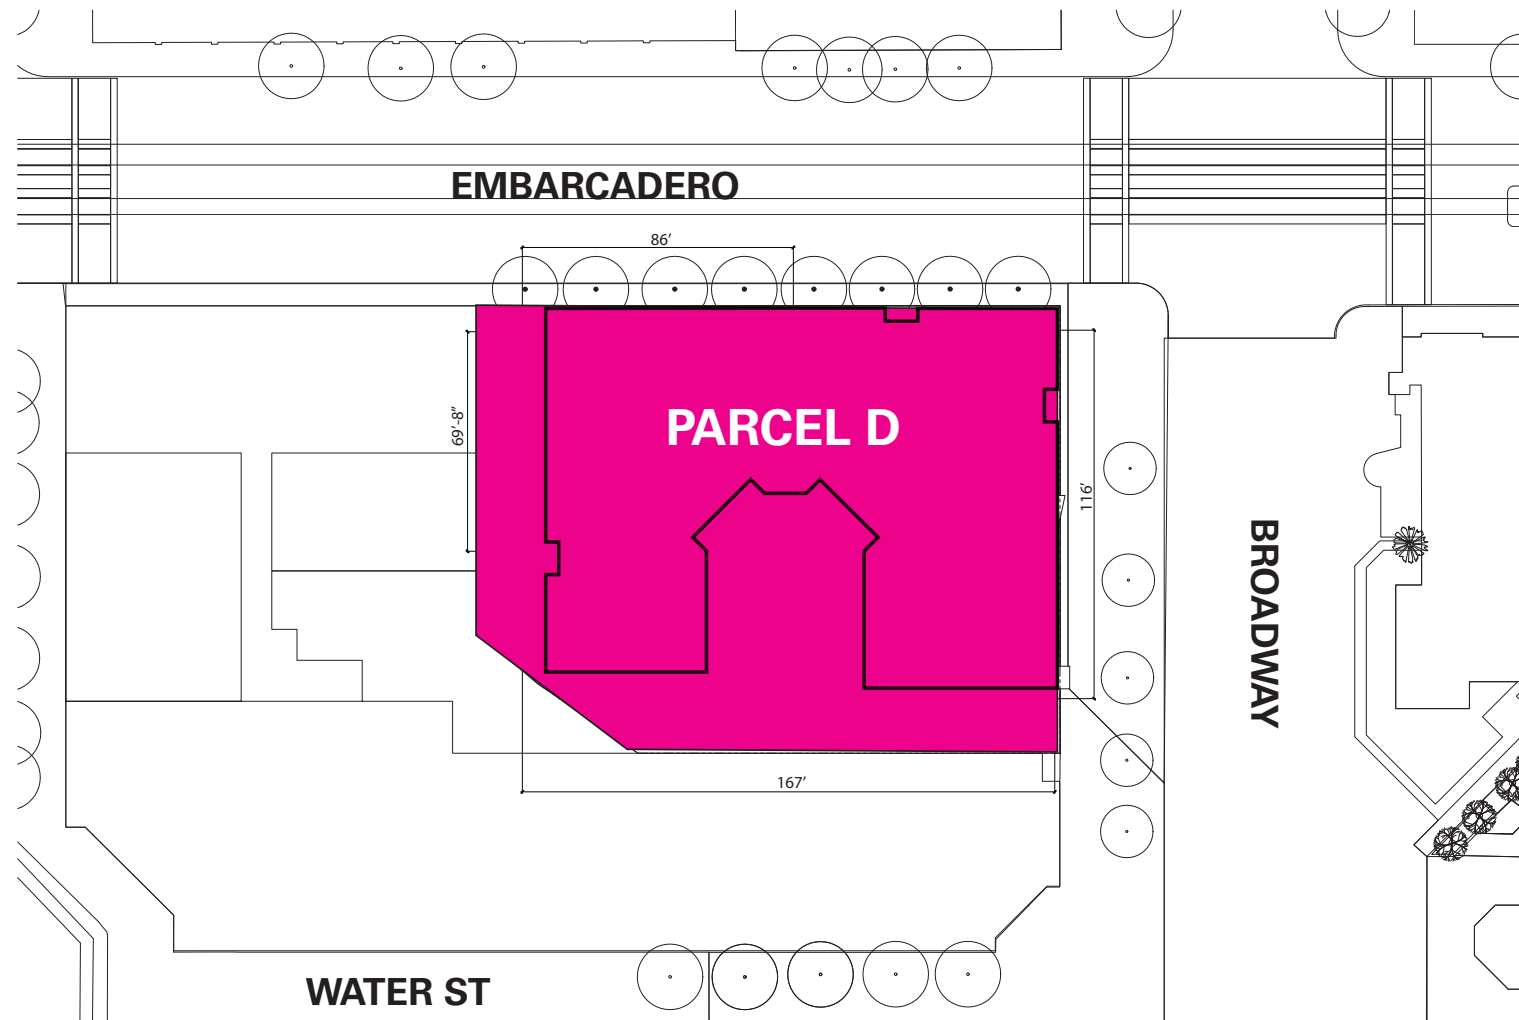 EMBARCADERO
86’
69’-8”
PARCEL D
116’
BROADWAY
167’
WATER ST